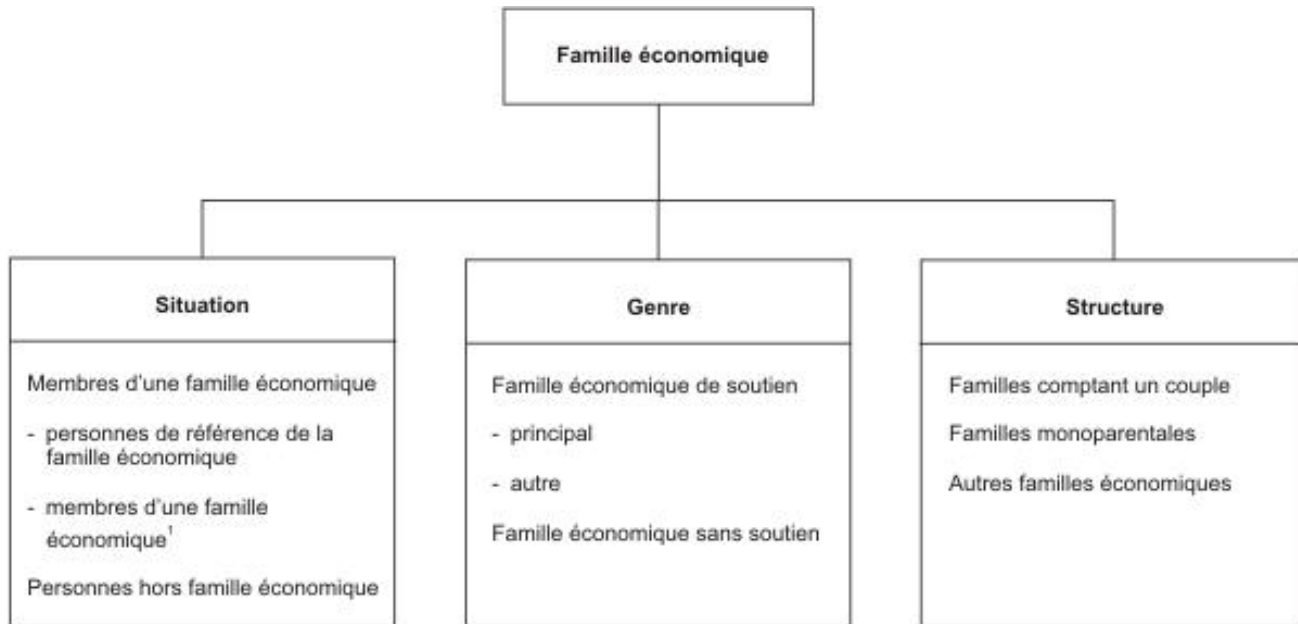 Famille économique
Situation
Membres d'une famille économique
- personnes de référence de la
famille économique
- membres d'une famille
économique¹
Personnes hors famille économique
Genre
Famille économique de soutien
- principal
- autre
Famille économique sans soutien
Structure
Familles comptant un couple
Familles monoparentales
Autres familles économiques